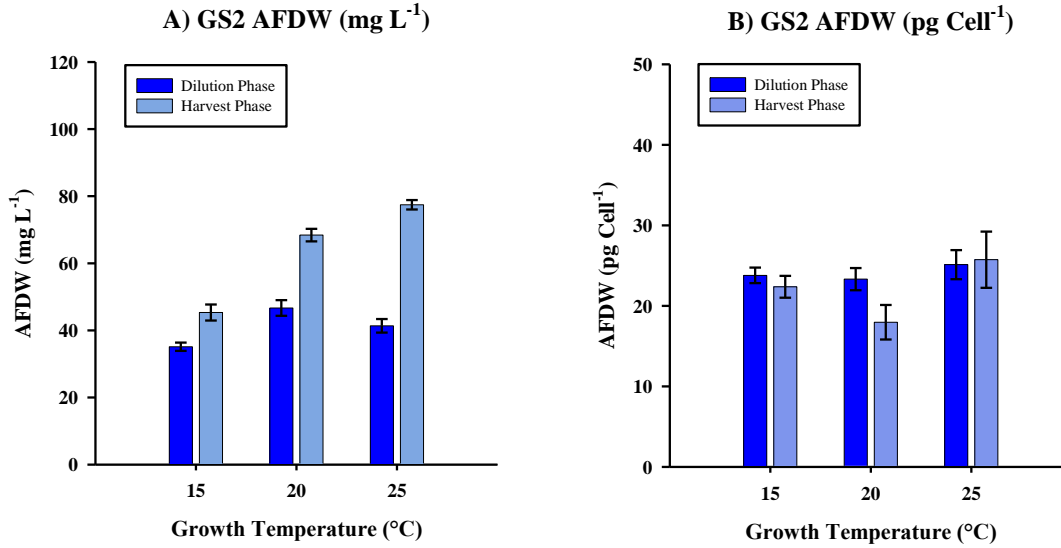 A) GS2 AFDW (mg L⁻¹)
120
100
80
60
40
20
0
AFDW (mg L⁻¹)
Dilution Phase
Harvest Phase
15 20 25
Growth Temperature (°C)
B) GS2 AFDW (pg Cell⁻¹)
50
40
30
20
10
0
AFDW (pg Cell⁻¹)
Dilution Phase
Harvest Phase
15 20 25
Growth Temperature (°C)